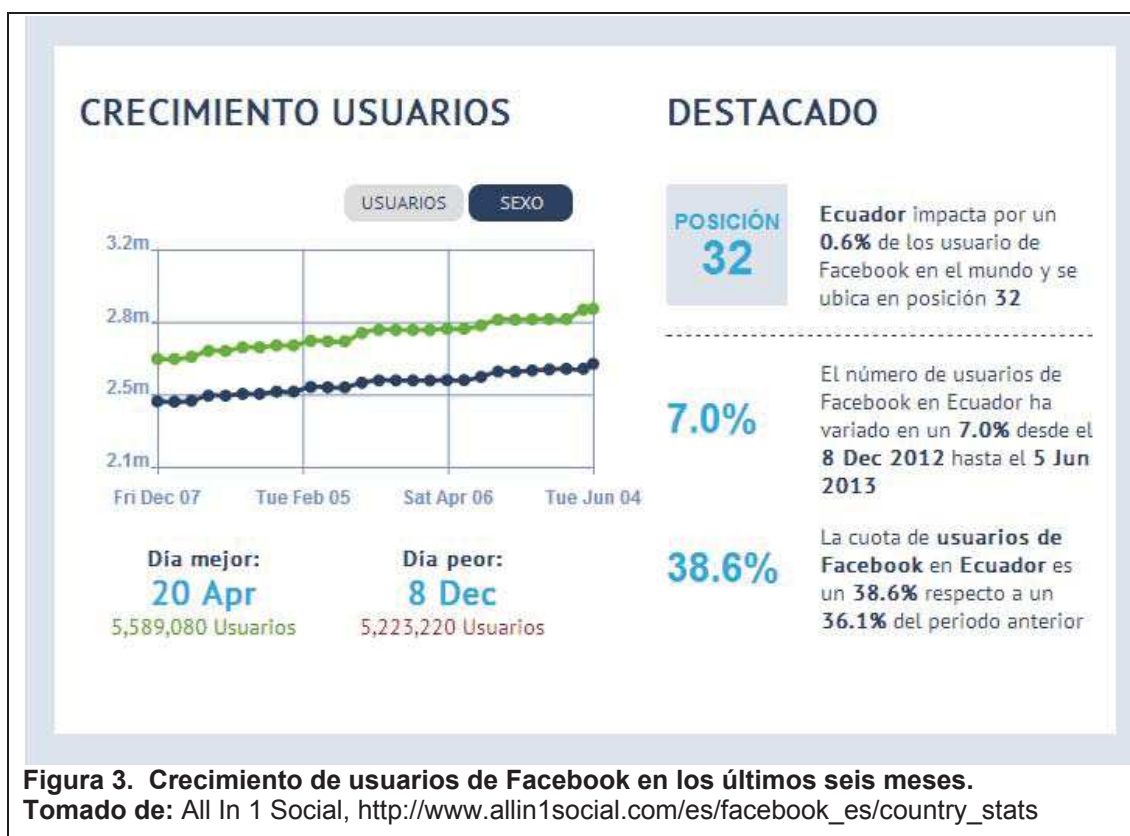 CRECIMIENTO USUARIOS
USUARIOS
SEXO
3.2m
2.8m
2.5m
2.1m
Fri Dec 07
Tue Feb 05
Sat Apr 06
Tue Jun 04
Dia mejor:
20 Apr
5,589,080 Usuarios
Dia peor:
8 Dec
5,223,220 Usuarios
DESTACADO
POSICIÓN
32
Ecuador impacta por un
0.6% de los usuario de
Facebook en el mundo y se
ubica en posición 32
7.0%
El número de usuarios de
Facebook en Ecuador ha
variado en un 7.0% desde el
8 Dec 2012 hasta el 5 Jun
2013
38.6%
La cuota de usuarios de
Facebook en Ecuador es
un 38.6% respecto a un
36.1% del periodo anterior
Figura 3. Crecimiento de usuarios de Facebook en los últimos seis meses.
Tomado de: All In 1 Social, http://www.allin1social.com/es/facebook_es/country_stats